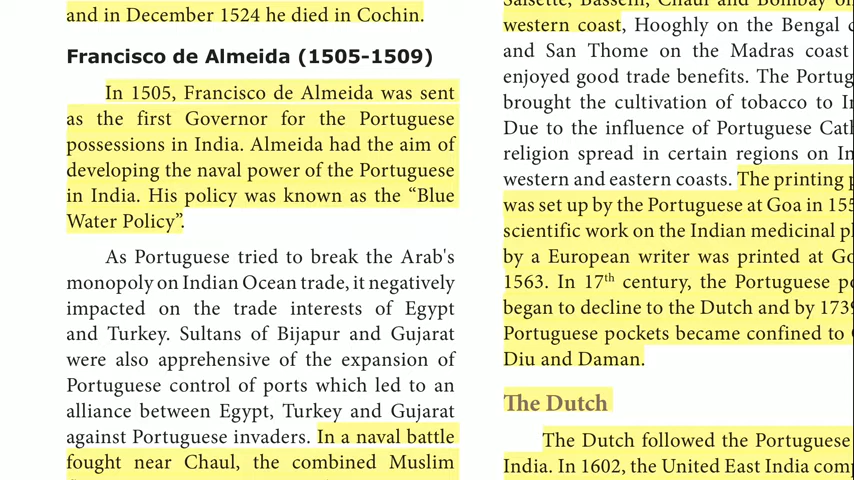 and in December 1524 he died in Cochin.
Francisco de Almeida (1505-1509)
In 1505, Francisco de Almeida was sent
as the first Governor for the Portuguese
possessions in India. Almeida had the aim of
developing the naval power of the Portuguese
in India. His policy was known as the “Blue
Water Policy”.
As Portuguese tried to break the Arab's
monopoly on Indian Ocean trade, it negatively
impacted on the trade interests of Egypt
and Turkey. Sultans of Bijapur and Gujarat
were also apprehensive of the expansion of
Portuguese control of ports which led to an
alliance between Egypt, Turkey and Gujarat
against Portuguese invaders. In a naval battle
fought near Chaul, the combined Muslim
Salsette, Bassein, Chaul and Bombay on
western coast, Hooghly on the Bengal
and San Thome on the Madras coast
enjoyed good trade benefits. The
brought the cultivation of tobacco to
Due to the influence of Portuguese
religion spread in certain regions on
western and eastern coasts. The printing
was set up by the Portuguese at Goa in
scientific work on the Indian medicinal
by a European writer was printed at
1563. In 17th century, the Portuguese
began to decline to the Dutch and by 1739
Portuguese pockets became confined to
Diu and Daman.
The Dutch
The Dutch followed the Portuguese
India. In 1602, the United East India